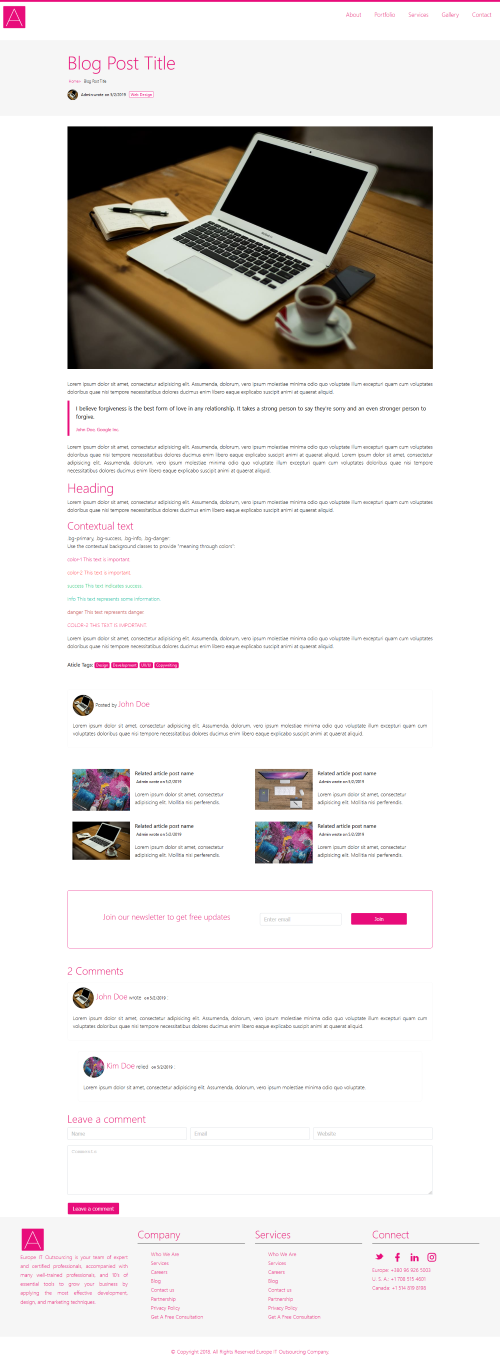 A
About Portfolio Services Gallery Contact
Blog Post Title
Home› Blog Post Title
Admin wrote on 5/2/2019 Web Design
Lorem ipsum dolor sit amet, consectetur adipisicing elit. Assumenda, dolorum, vero ipsum molestiae minima odio quo voluptate illum excepturi quam cum voluptates
doloribus quae nisi tempore necessitatibus dolores ducimus enim libero eaque explicabo suscipit animi at quaerat aliquid.
I believe forgiveness is the best form of love in any relationship. It takes a strong person to say they're sorry and an even stronger person to
forgive.
John Doe, Google Inc.
Lorem ipsum dolor sit amet, consectetur adipisicing elit. Assumenda, dolorum, vero ipsum molestiae minima odio quo voluptate illum excepturi quam cum voluptates
doloribus quae nisi tempore necessitatibus dolores ducimus enim libero eaque explicabo suscipit animi at quaerat aliquid. Lorem ipsum dolor sit amet, consectetur
adipisicing elit. Assumenda, dolorum, vero ipsum molestiae minima odio quo voluptate illum excepturi quam cum voluptates doloribus quae nisi tempore
necessitatibus dolores ducimus enim libero eaque explicabo suscipit animi at quaerat aliquid.
Heading
Lorem ipsum dolor sit amet, consectetur adipisicing elit. Assumenda, dolorum, vero ipsum molestiae minima odio quo voluptate illum excepturi quam cum voluptates
doloribus quae nisi tempore necessitatibus dolores ducimus enim libero eaque explicabo suscipit animi at quaerat aliquid.
Contextual text
.bg-primary, .bg-success, .bg-info, .bg-danger:
Use the contextual background classes to provide "meaning through colors":
color-1 This text is important.
color-2 This text is important.
success This text indicates success.
info This text represents some information.
danger This text represents danger.
COLOR-2 THIS TEXT IS IMPORTANT.
Lorem ipsum dolor sit amet, consectetur adipisicing elit. Assumenda, dolorum, vero ipsum molestiae minima odio quo voluptate illum excepturi quam cum voluptates
doloribus quae nisi tempore necessitatibus dolores ducimus enim libero eaque explicabo suscipit animi at quaerat aliquid.
Aticle Tags: Design Development UX/UI Copywriting
Posted by John Doe
Lorem ipsum dolor sit amet, consectetur adipisicing elit. Assumenda, dolorum, vero ipsum molestiae minima odio quo voluptate illum excepturi quam cum
voluptates doloribus quae nisi tempore necessitatibus dolores ducimus enim libero eaque explicabo suscipit animi at quaerat aliquid.
Related article post name
Admin wrote on 5/2/2019
Lorem ipsum dolor sit amet, consectetur
adipisicing elit. Mollitia nisi perferendis.
Related article post name
Admin wrote on 5/2/2019
Lorem ipsum dolor sit amet, consectetur
adipisicing elit. Mollitia nisi perferendis.
Related article post name
Admin wrote on 5/2/2019
Lorem ipsum dolor sit amet, consectetur
adipisicing elit. Mollitia nisi perferendis.
Related article post name
Admin wrote on 5/2/2019
Lorem ipsum dolor sit amet, consectetur
adipisicing elit. Mollitia nisi perferendis.
Join our newsletter to get free updates Enter email Join
2 Comments
John Doe wrote on 5/2/2019
Lorem ipsum dolor sit amet, consectetur adipisicing elit. Assumenda, dolorum, vero ipsum molestiae minima odio quo voluptate illum excepturi quam cum
voluptates doloribus quae nisi tempore necessitatibus dolores ducimus enim libero eaque explicabo suscipit animi at quaerat aliquid.
Kim Doe relied on 5/2/2019
Lorem ipsum dolor sit amet, consectetur adipisicing elit. Assumenda, dolorum, vero ipsum molestiae minima odio quo voluptate
Leave a comment
Name Email Website
Comments
Leave a comment
A
Europe IT Outsourcing is your team of expert
and certified professionals, accompanied with
many well-trained professionals, and 10's of
essential tools to grow your business by
applying the most effective development,
design, and marketing techniques.
Company
Who We Are
Services
Careers
Blog
Contact us
Partnership
Privacy Policy
Get A Free Consultation
Services
Who We Are
Services
Careers
Blog
Contact us
Partnership
Privacy Policy
Get A Free Consultation
Connect
Europe: +380 96 926 5003
U. S. A.: +1 708 515 4601
Canada: +1 514 619 6198
© Copyright 2018. All Rights Reserved Europe IT Outsourcing Company.